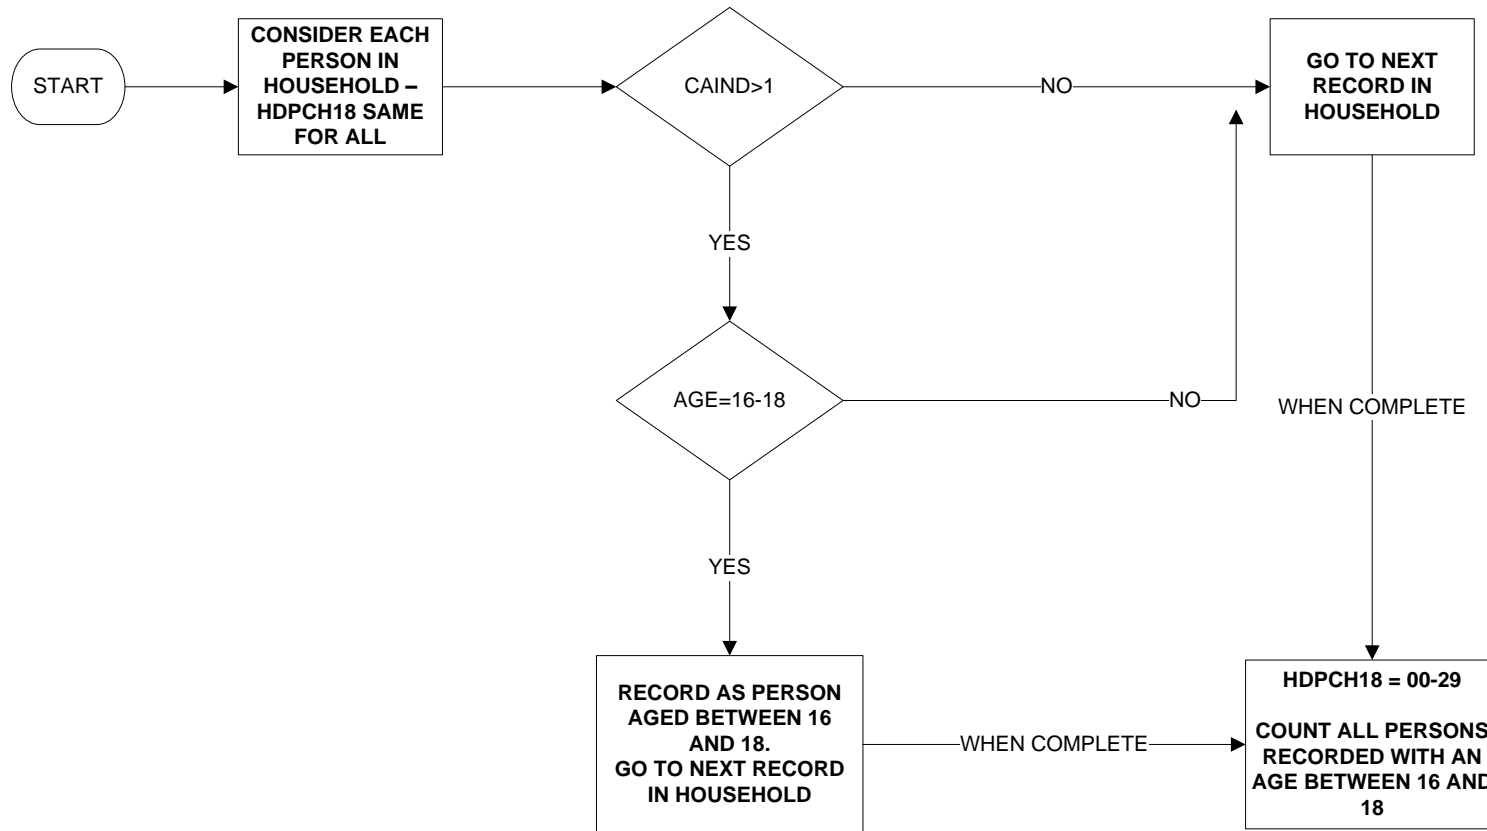 START
CONSIDER EACH
PERSON IN
HOUSEHOLD –
HDPCH18 SAME
FOR ALL
CAIND>1
NO
GO TO NEXT
RECORD IN
HOUSEHOLD
YES
AGE=16-18
NO
WHEN COMPLETE
YES
RECORD AS PERSON
AGED BETWEEN 16
AND 18.
GO TO NEXT RECORD
IN HOUSEHOLD
WHEN COMPLETE
HDPCH18 = 00-29
COUNT ALL PERSONS
RECORDED WITH AN
AGE BETWEEN 16 AND
18